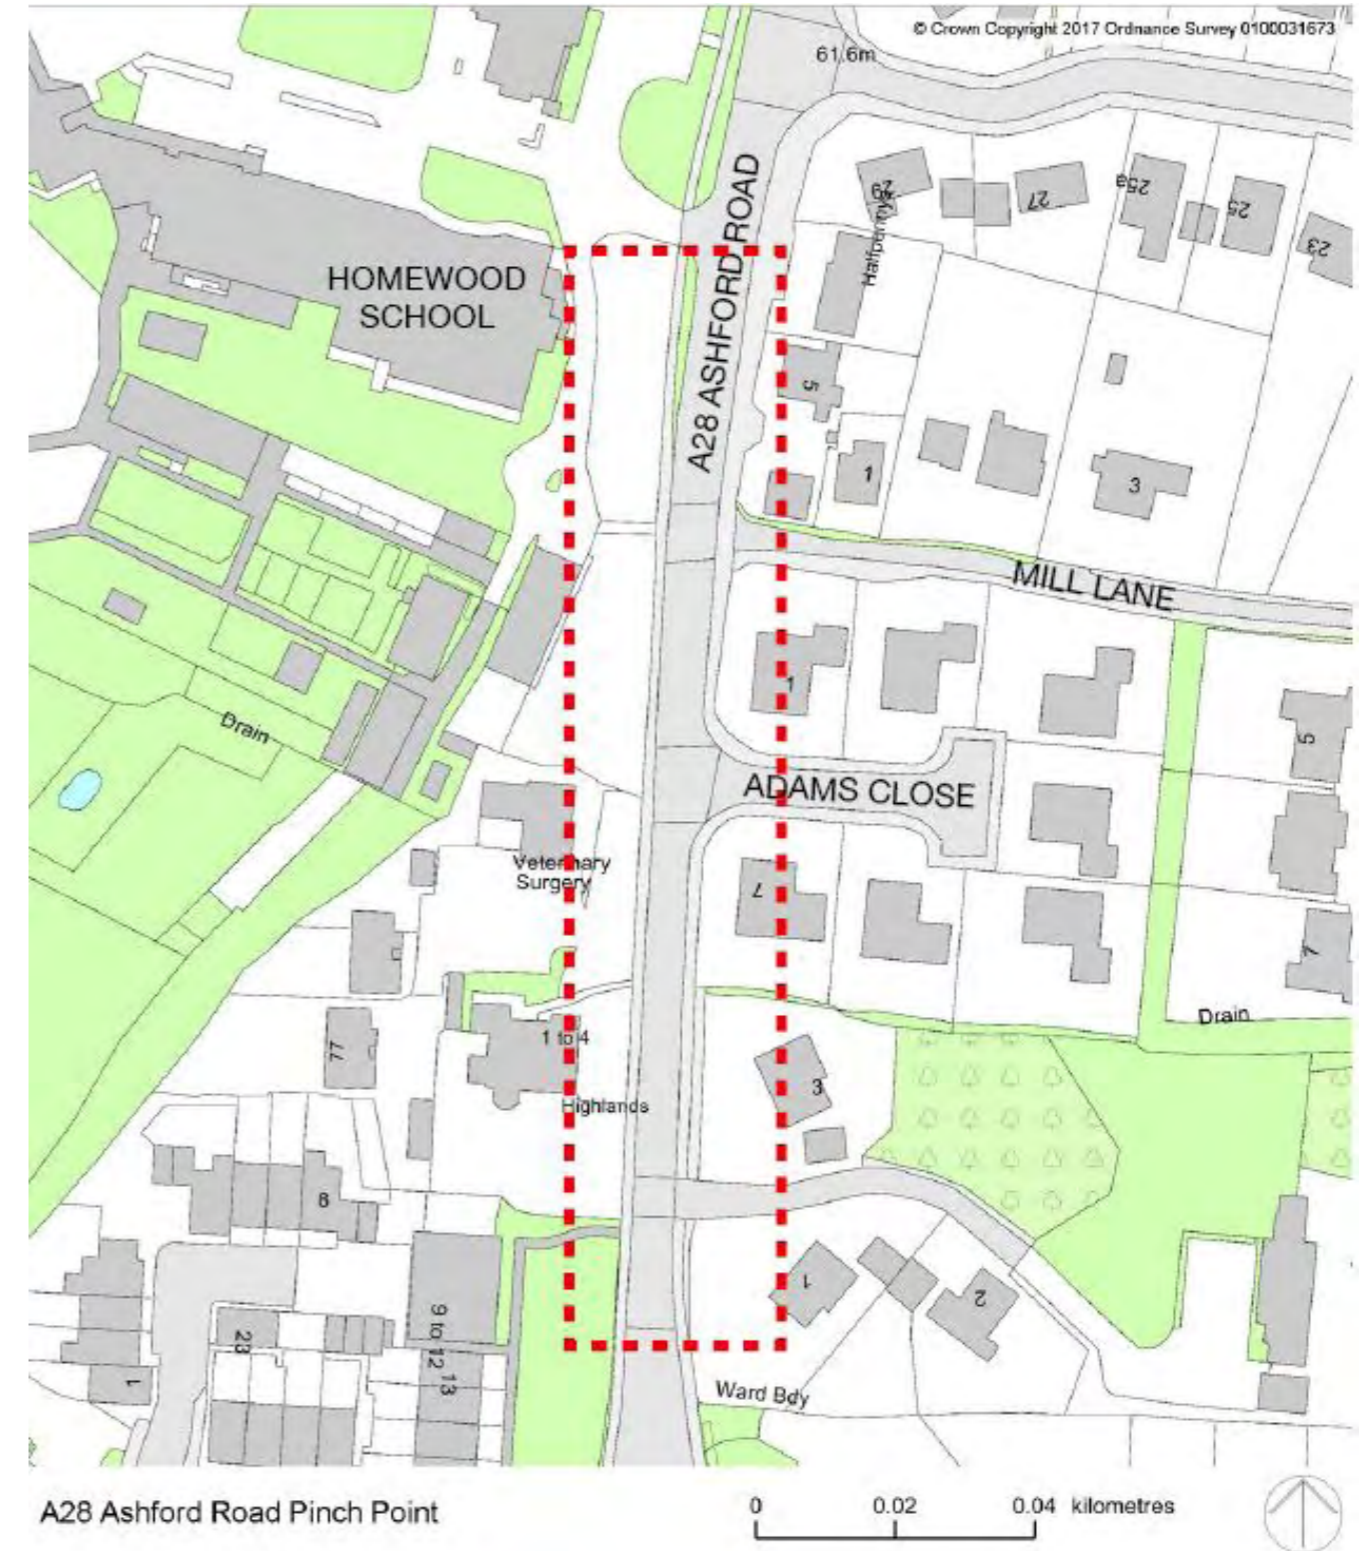 © Crown Copyright 2017 Ordnance Survey 0100031673
61.6m
29
Halfpennys
27
25a
25
23
HOMEWOOD
SCHOOL
A28 ASHFORD ROAD
5
1
3
MILL LANE
1
Drain
5
ADAMS CLOSE
Veterinary
Surgery
7
7
Drain
77
1 to 4
Highlands
3
8
1
2
23
9 to 12
13
1
Ward Bdy
A28 Ashford Road Pinch Point
0 0.02 0.04 kilometres